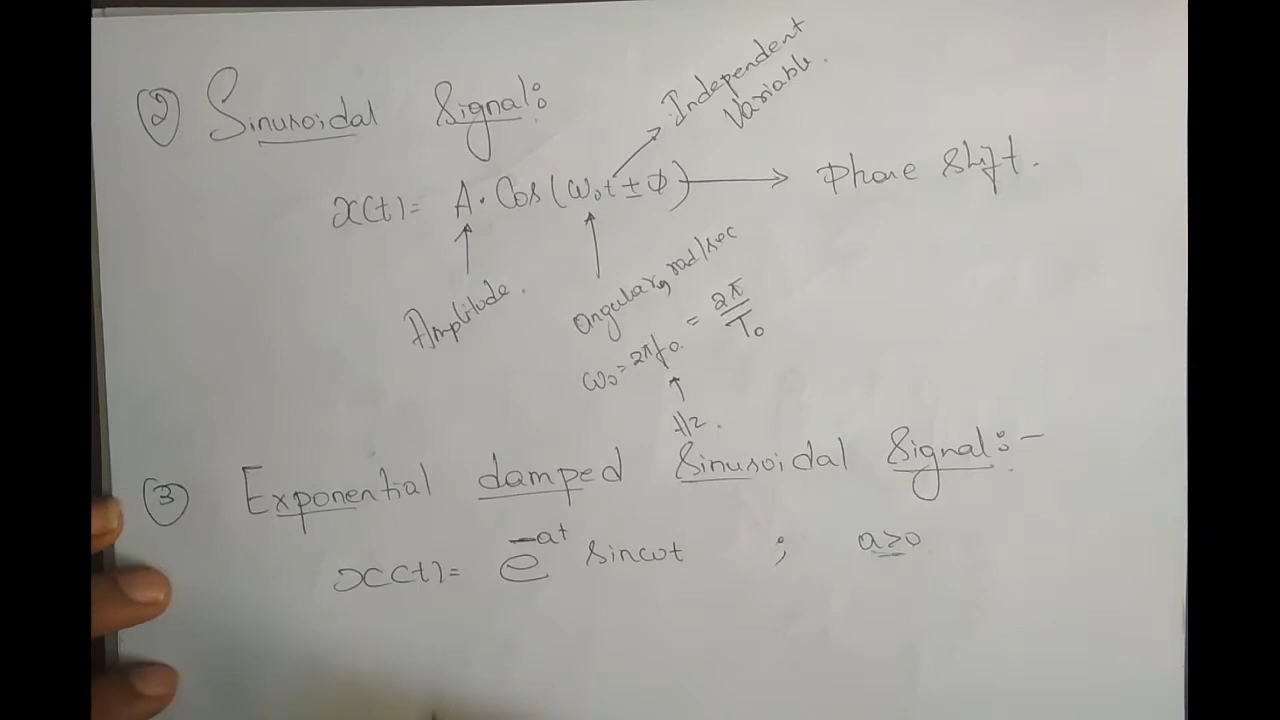 ② Sinusoidal Signal:
Independent
Variable.
x(t) = A. Cos (ω₀t ± φ) → Phase Shift.
Amplitude.
angular, rad/sec
ω₀ = 2πf₀ = 2π/T₀
Hz.
③ Exponential damped Sinusoidal Signal:-
x(t) = e^-at sinωt ; a>0